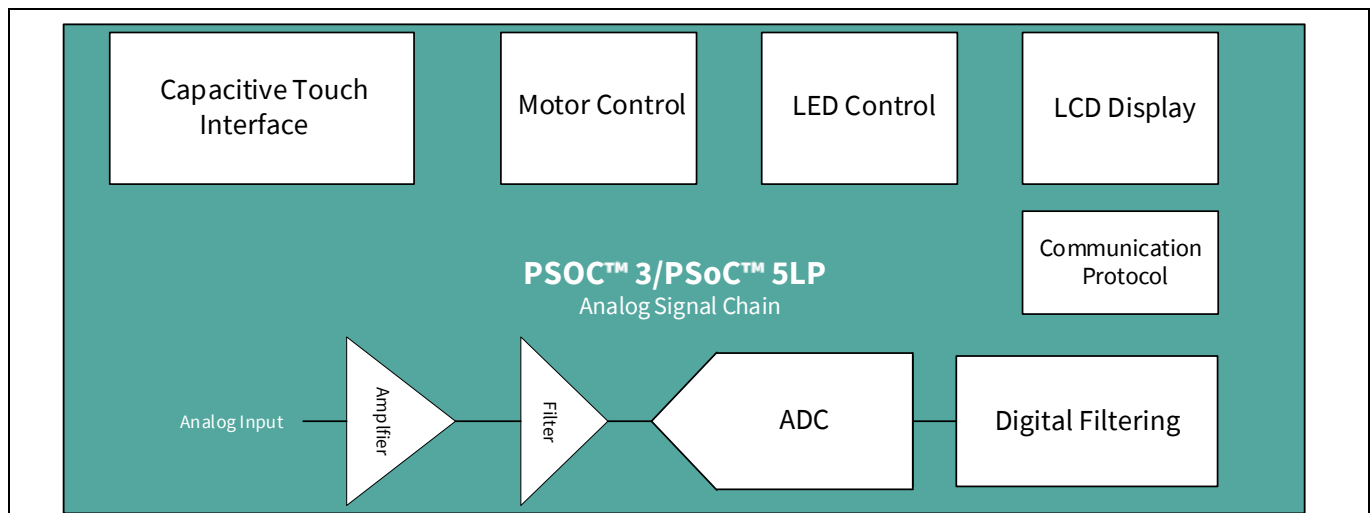 Capacitive Touch
Interface
Motor Control
LED Control
LCD Display
Communication
Protocol
PSOC™ 3/PSoC™ 5LP
Analog Signal Chain
Analog Input
Amplfier
Filter
ADC
Digital Filtering